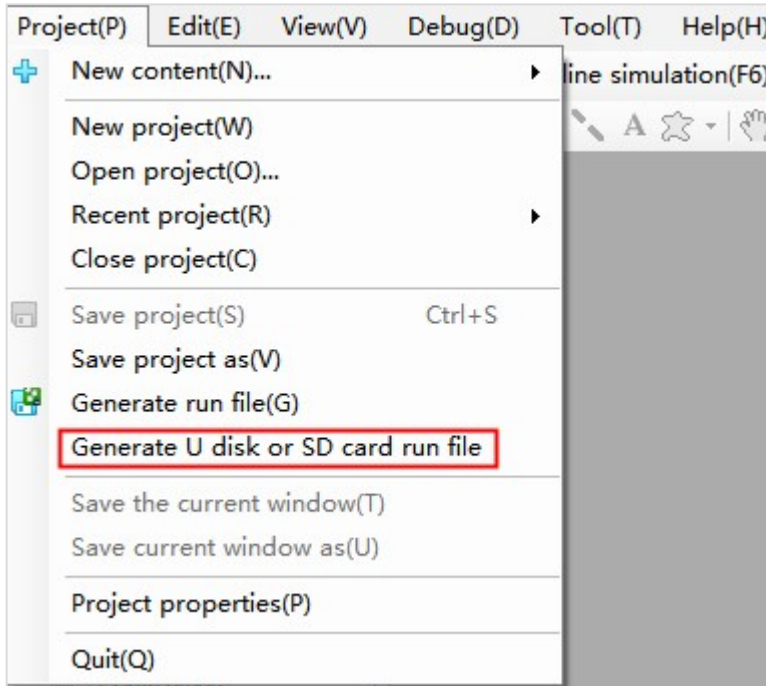 Project(P) Edit(E) View(V) Debug(D) Tool(T) Help(H)
New content(N)... line simulation(F6)
New project(W) A
Open project(O)...
Recent project(R)
Close project(C)
Save project(S) Ctrl+S
Save project as(V)
Generate run file(G)
Generate U disk or SD card run file
Save the current window(T)
Save current window as(U)
Project properties(P)
Quit(Q)